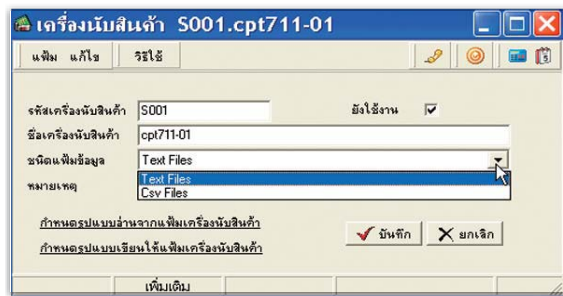 เครื่องนับสินค้า S001.cpt711-01
แฟ้ม แก้ไข วิธีใช้
รหัสเครื่องนับสินค้า S001 ยังใช้งาน
ชื่อเครื่องนับสินค้า cpt711-01
ชนิดแฟ้มข้อมูล Text Files
Text Files
หมายเหตุ
Csv Files
กำหนดรูปแบบอ่านจากแฟ้มเครื่องนับสินค้า
กำหนดรูปแบบเขียนให้แฟ้มเครื่องนับสินค้า
บันทึก ยกเลิก
เพิ่มเติม